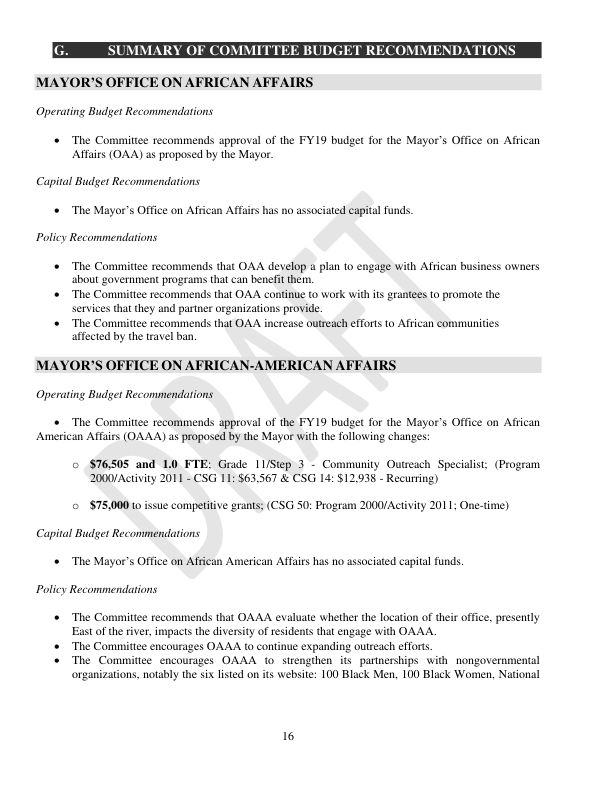 G. SUMMARY OF COMMITTEE BUDGET RECOMMENDATIONS
MAYOR'S OFFICE ON AFRICAN AFFAIRS
Operating Budget Recommendations
• The Committee recommends approval of the FY19 budget for the Mayor's Office on African
Affairs (OAA) as proposed by the Mayor.
Capital Budget Recommendations
• The Mayor's Office on African Affairs has no associated capital funds.
Policy Recommendations
• The Committee recommends that OAA develop a plan to engage with African business owners
about government programs that can benefit them.
• The Committee recommends that OAA continue to work with its grantees to promote the
services that they and partner organizations provide.
• The Committee recommends that OAA increase outreach efforts to African communities
affected by the travel ban.
MAYOR'S OFFICE ON AFRICAN-AMERICAN AFFAIRS
Operating Budget Recommendations
• The Committee recommends approval of the FY19 budget for the Mayor's Office on African
American Affairs (OAAA) as proposed by the Mayor with the following changes:
o $76,505 and 1.0 FTE; Grade 11/Step 3 - Community Outreach Specialist; (Program
2000/Activity 2011 - CSG 11: $63,567 & CSG 14: $12,938 - Recurring)
o $75,000 to issue competitive grants; (CSG 50: Program 2000/Activity 2011; One-time)
Capital Budget Recommendations
• The Mayor's Office on African American Affairs has no associated capital funds.
Policy Recommendations
• The Committee recommends that OAAA evaluate whether the location of their office, presently
East of the river, impacts the diversity of residents that engage with OAAA.
• The Committee encourages OAAA to continue expanding outreach efforts.
• The Committee encourages OAAA to strengthen its partnerships with nongovernmental
organizations, notably the six listed on its website: 100 Black Men, 100 Black Women, National
16
DRAFT